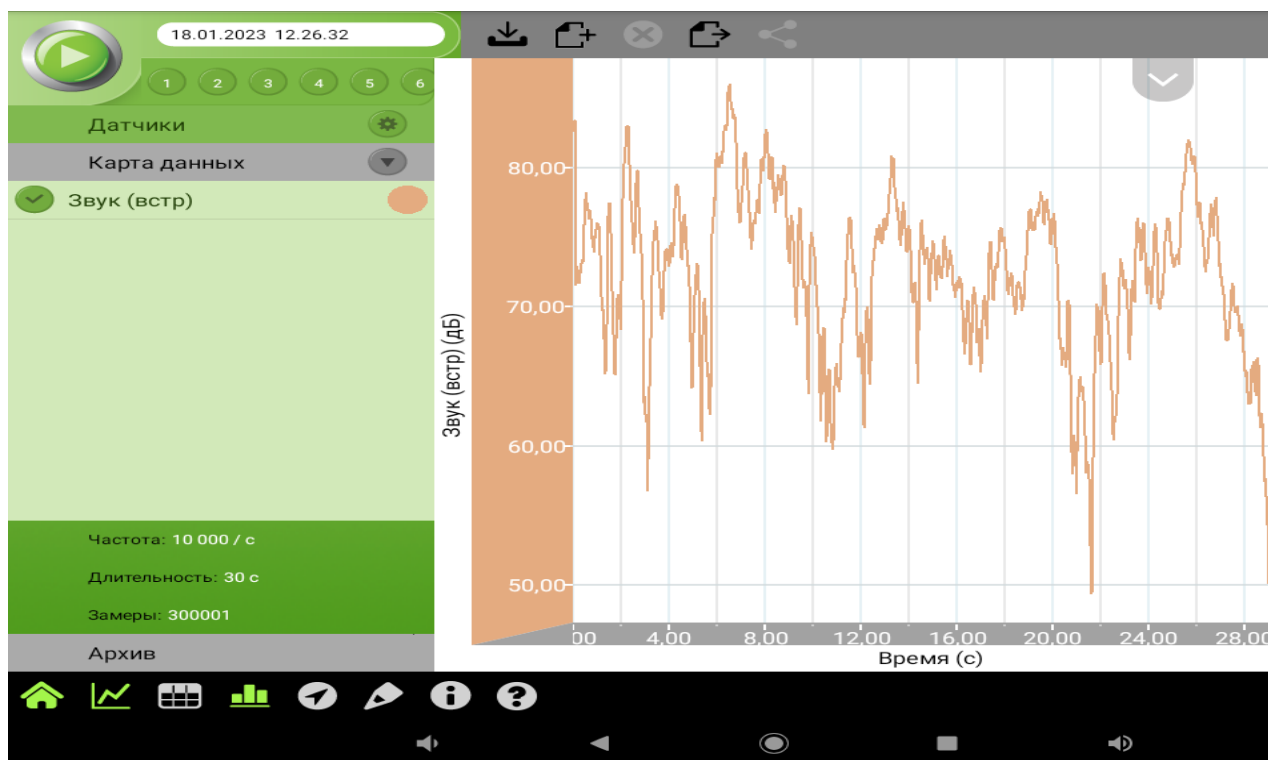 18.01.2023 12.26.32
1 2 3 4 5 6
Датчики
Карта данных
Звук (встр)
Частота: 10 000 / с
Длительность: 30 с
Замеры: 300001
Архив
Звук (встр) (дБ)
80,00
70,00
60,00
50,00
00 4,00 8,00 12,00 16,00 20,00 24,00 28,00
Время (с)